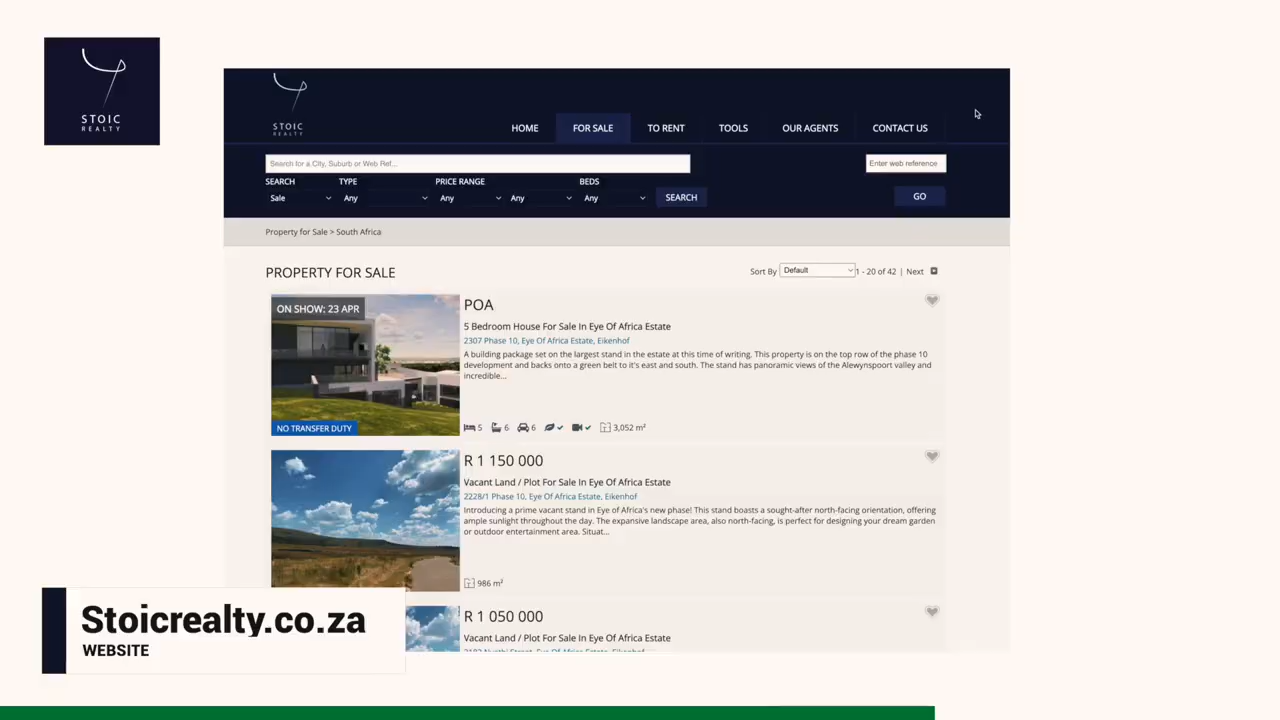 STOIC
REALTY
STOIC
REALTY
HOME
FOR SALE
TO RENT
TOOLS
OUR AGENTS
CONTACT US
Search for a City, Suburb or Web Ref...
Enter web reference
SEARCH
TYPE
PRICE RANGE
BEDS
Sale
Any
Any
Any
Any
SEARCH
GO
Property for Sale > South Africa
PROPERTY FOR SALE
Sort By
Default
1 - 20 of 42 | Next
ON SHOW: 23 APR
NO TRANSFER DUTY
POA
5 Bedroom House For Sale In Eye Of Africa Estate
2307 Phase 10, Eye Of Africa Estate, Eikenhof
A building package set on the largest stand in the estate at this time of writing. This property is on the top row of the phase 10
development and backs onto a green belt to it's east and south. The stand has panoramic views of the Alewynspoort valley and
incredible...
5 6 6 3,052 m²
R 1 150 000
Vacant Land / Plot For Sale In Eye Of Africa Estate
2228/1 Phase 10, Eye Of Africa Estate, Eikenhof
Introducing a prime vacant stand in Eye of Africa's new phase! This stand boasts a sought-after north-facing orientation, offering
ample sunlight throughout the day. The expansive landscape area, also north-facing, is perfect for designing your dream garden
or outdoor entertainment area. Situat...
986 m²
R 1 050 000
Vacant Land / Plot For Sale In Eye Of Africa Estate
Stoicrealty.co.za
WEBSITE